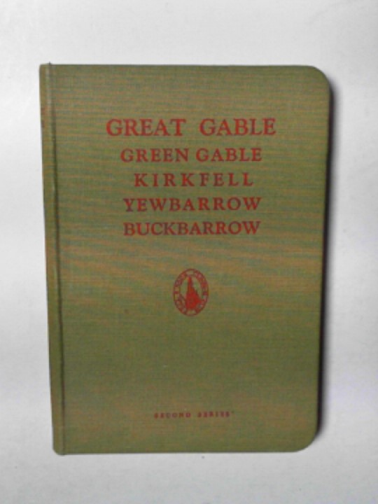 GREAT GABLE
GREEN GABLE
KIRKFELL
YEWBARROW
BUCKBARROW
SECOND SERIES